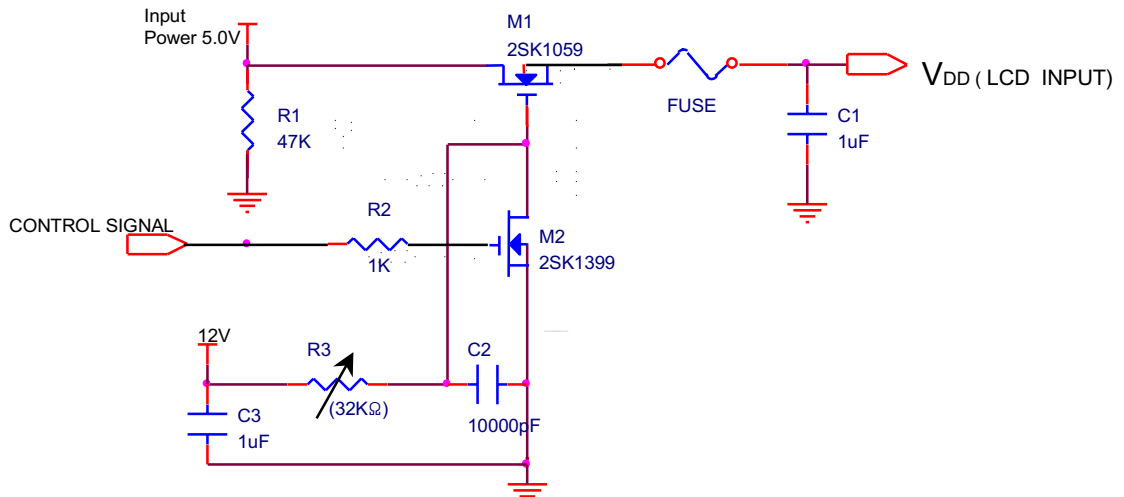 Input
Power 5.0V
M1
2SK1059
R1
47K
FUSE
VDD ( LCD INPUT)
C1
1uF
CONTROL SIGNAL
R2
1K
M2
2SK1399
12V
R3
(32KΩ)
C2
10000pF
C3
1uF